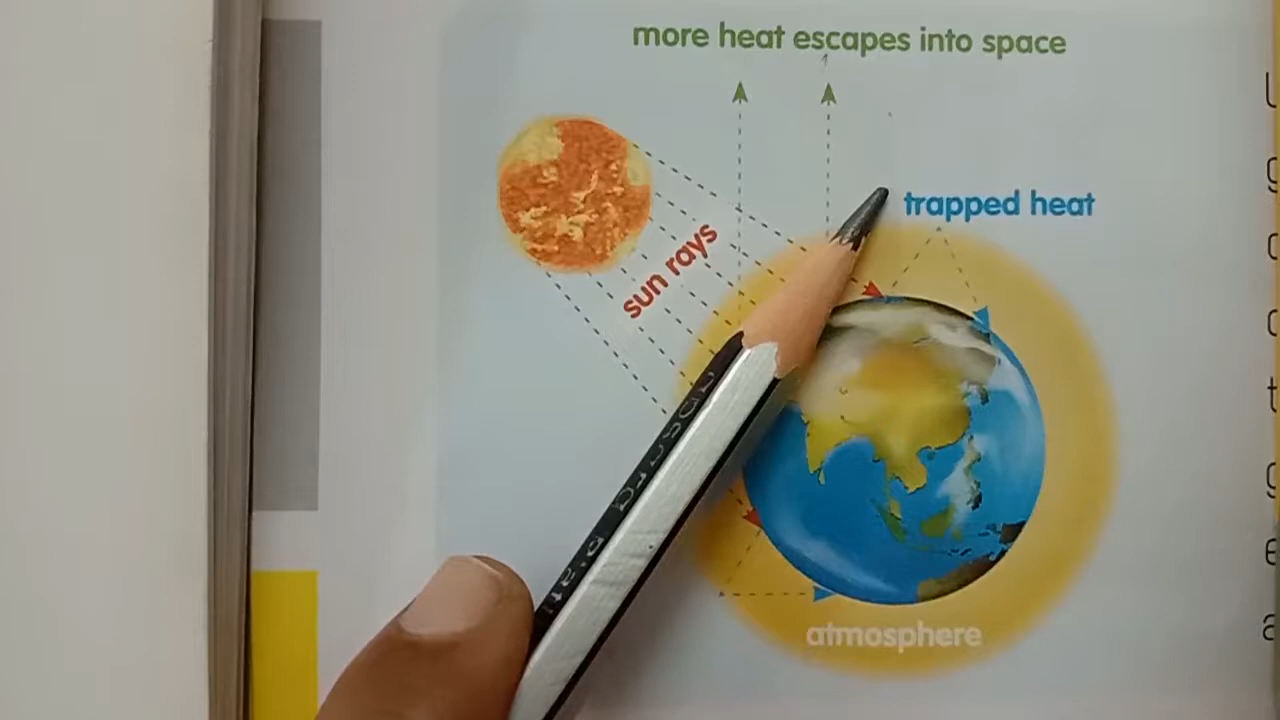 more heat escapes into space
trapped heat
sun rays
atmosphere